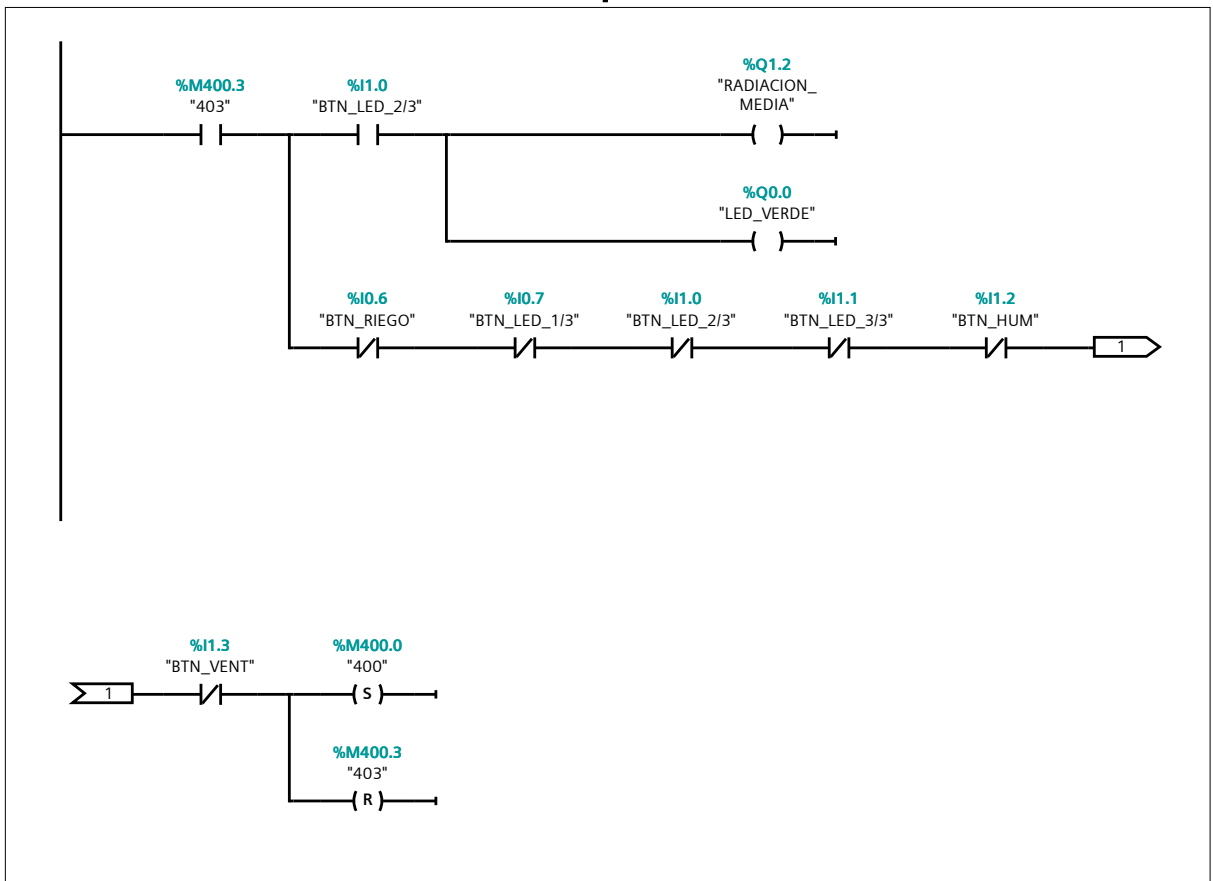 %M400.3
"403"
%I1.0
"BTN_LED_2/3"
%Q1.2
"RADIACION_
MEDIA"
%Q0.0
"LED_VERDE"
%I0.6
"BTN_RIEGO"
%I0.7
"BTN_LED_1/3"
%I1.0
"BTN_LED_2/3"
%I1.1
"BTN_LED_3/3"
%I1.2
"BTN_HUM"
1
1
%I1.3
"BTN_VENT"
%M400.0
"400"
S
%M400.3
"403"
R